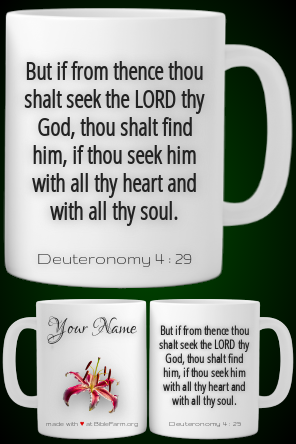 But if from thence thou
shalt seek the LORD thy
God, thou shalt find
him, if thou seek him
with all thy heart and
with all thy soul.
Deuteronomy 4 : 29
Your Name
made with ♥ at BibleFarm.org
But if from thence thou
shalt seek the LORD thy
God, thou shalt find
him, if thou seek him
with all thy heart and
with all thy soul.
Deuteronomy 4 : 29